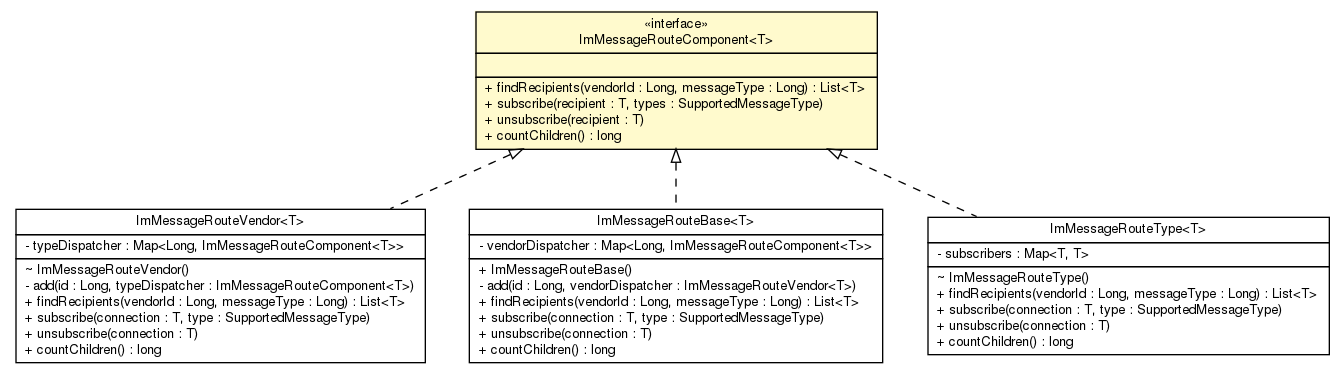 «interface»
ImMessageRouteComponent<T>
+ findRecipients(vendorId : Long, messageType : Long) : List<T>
+ subscribe(recipient : T, types : SupportedMessageType)
+ unsubscribe(recipient : T)
+ countChildren() : long
ImMessageRouteVendor<T>
- typeDispatcher : Map<Long, ImMessageRouteComponent<T>>
~ ImMessageRouteVendor()
- add(id : Long, typeDispatcher : ImMessageRouteComponent<T>)
+ findRecipients(vendorId : Long, messageType : Long) : List<T>
+ subscribe(connection : T, type : SupportedMessageType)
+ unsubscribe(connection : T)
+ countChildren() : long
ImMessageRouteBase<T>
- vendorDispatcher : Map<Long, ImMessageRouteComponent<T>>
+ ImMessageRouteBase()
- add(id : Long, vendorDispatcher : ImMessageRouteVendor<T>)
+ findRecipients(vendorId : Long, messageType : Long) : List<T>
+ subscribe(connection : T, type : SupportedMessageType)
+ unsubscribe(connection : T)
+ countChildren() : long
ImMessageRouteType<T>
- subscribers : Map<T, T>
~ ImMessageRouteType()
+ findRecipients(vendorId : Long, messageType : Long) : List<T>
+ subscribe(connection : T, type : SupportedMessageType)
+ unsubscribe(connection : T)
+ countChildren() : long